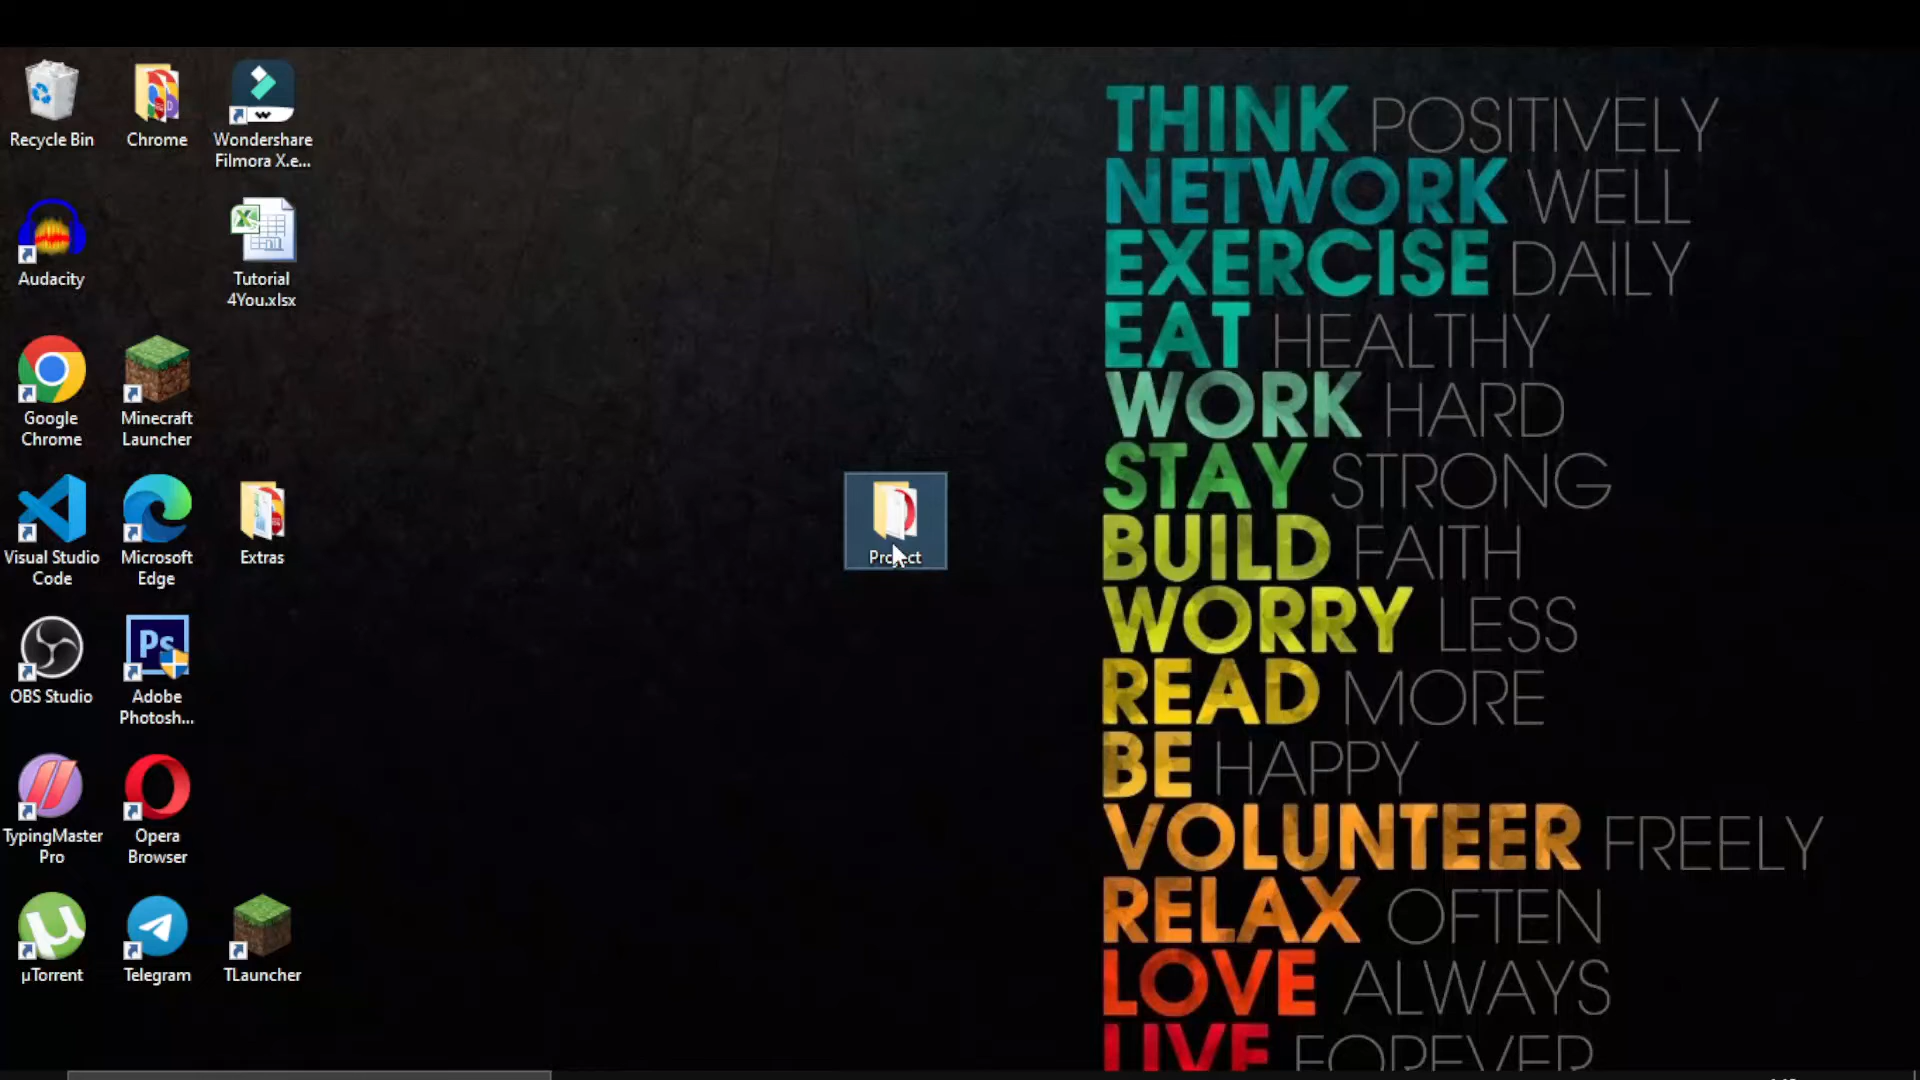 Recycle Bin
Chrome
Wondershare
Filmora X.e...
Audacity
Tutorial
4You.xlsx
Google
Chrome
Minecraft
Launcher
Visual Studio
Code
Microsoft
Edge
Extras
OBS Studio
Ps
Adobe
Photosh...
TypingMaster
Pro
Opera
Browser
µTorrent
Telegram
TLauncher
Project
THINK POSITIVELY
NETWORK WELL
EXERCISE DAILY
EAT HEALTHY
WORK HARD
STAY STRONG
BUILD FAITH
WORRY LESS
READ MORE
BE HAPPY
VOLUNTEER FREELY
RELAX OFTEN
LOVE ALWAYS
LIVE FOREVER